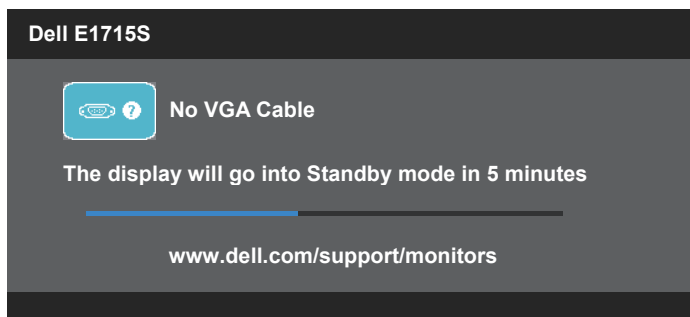 Dell E1715S
? No VGA Cable
The display will go into Standby mode in 5 minutes
www.dell.com/support/monitors